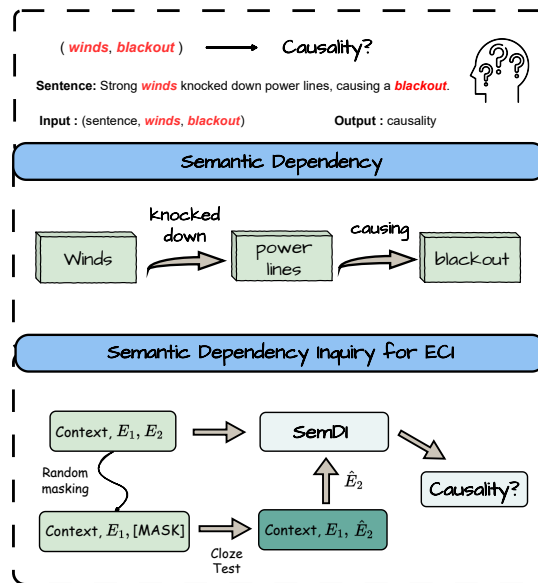 ( winds, blackout ) Causality?
Sentence: Strong winds knocked down power lines, causing a blackout.
Input : (sentence, winds, blackout) Output : causality
? ? ?
Semantic Dependency
knocked
down
causing
Winds
power
lines
blackout
Semantic Dependency Inquiry for ECI
Context, E₁, E₂
SemDI
Random
masking
Ê₂
Causality?
Context, E₁, [MASK]
Context, E₁, Ê₂
Cloze
Test